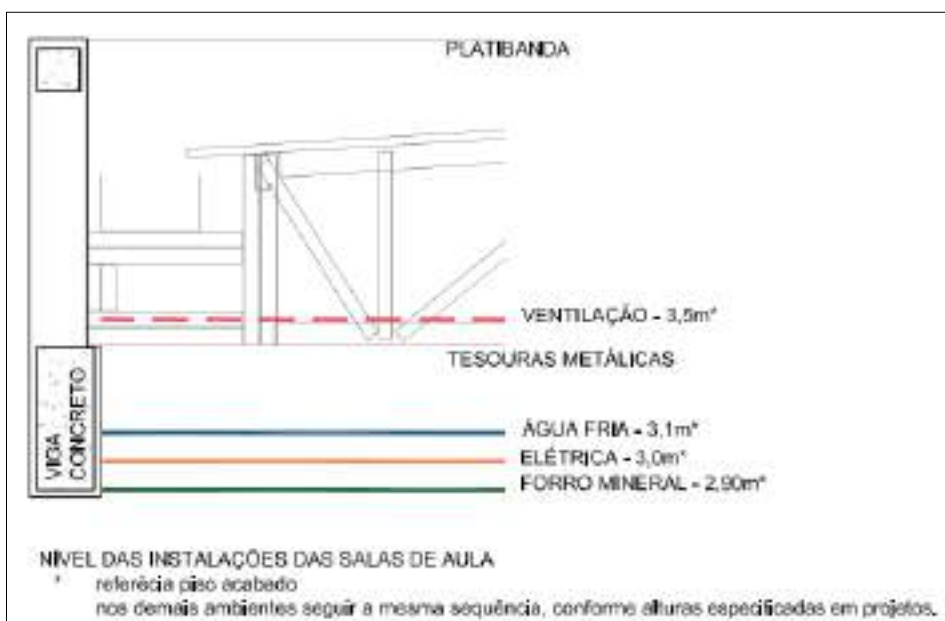 PLATIBANDA
VENTILAÇÃO - 3,5m*
TESOURAS METÁLICAS
VIGA
CONCRETO
ÁGUA FRIA - 3,1m*
ELÉTRICA - 3,0m*
FORRO MINERAL - 2,90m*
NÍVEL DAS INSTALAÇÕES DAS SALAS DE AULA
* referêcia piso acabado
nos demais ambientes seguir a mesma sequência, conforme alturas especificadas em projetos.